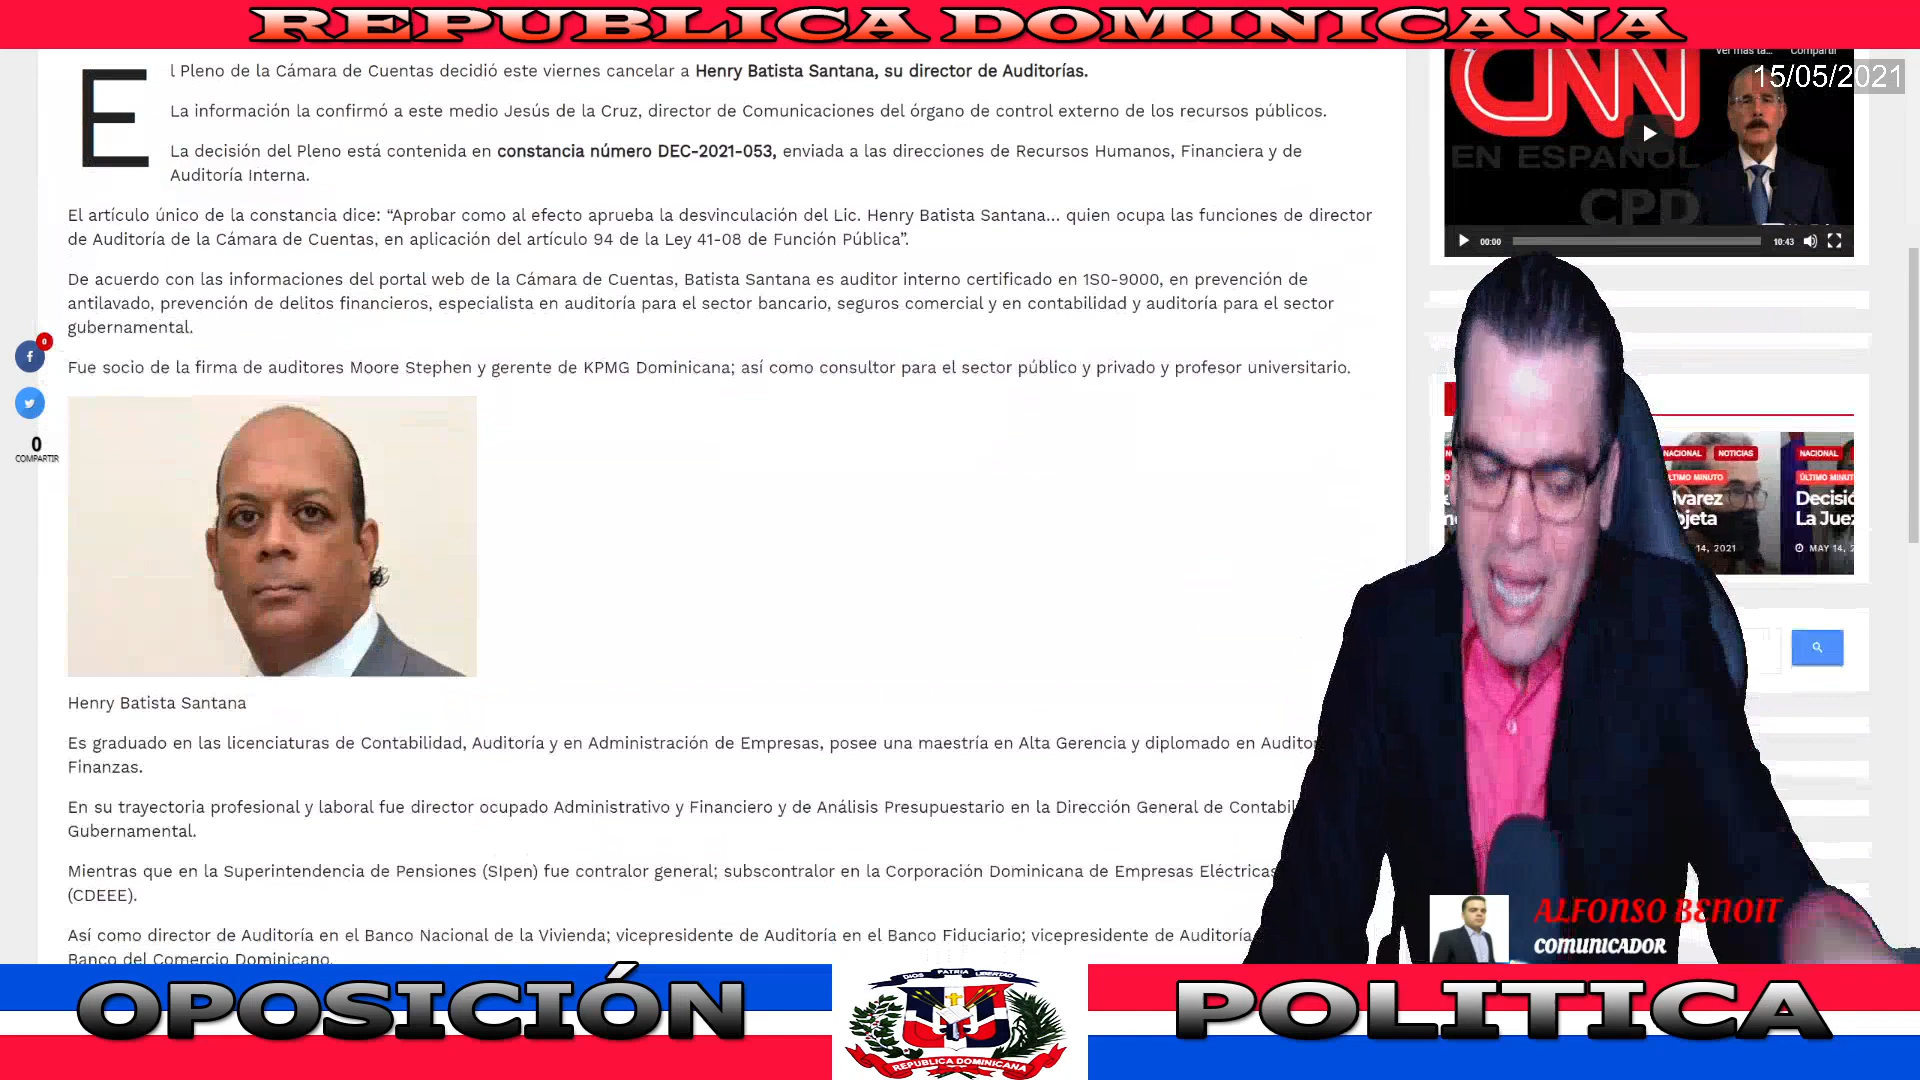 REPUBLICA DOMINICANA
El Pleno de la Cámara de Cuentas decidió este viernes cancelar a Henry Batista Santana, su director de Auditorías.
La información la confirmó a este medio Jesús de la Cruz, director de Comunicaciones del órgano de control externo de los recursos públicos.
La decisión del Pleno está contenida en constancia número DEC-2021-053, enviada a las direcciones de Recursos Humanos, Financiera y de
Auditoría Interna.
El artículo único de la constancia dice: “Aprobar como al efecto aprueba la desvinculación del Lic. Henry Batista Santana... quien ocupa las funciones de director
de Auditoría de la Cámara de Cuentas, en aplicación del artículo 94 de la Ley 41-08 de Función Pública”.
De acuerdo con las informaciones del portal web de la Cámara de Cuentas, Batista Santana es auditor interno certificado en 1S0-9000, en prevención de
antilavado, prevención de delitos financieros, especialista en auditoría para el sector bancario, seguros comercial y en contabilidad y auditoría para el sector
gubernamental.
Fue socio de la firma de auditores Moore Stephen y gerente de KPMG Dominicana; así como consultor para el sector público y privado y profesor universitario.
0
0
COMPARTIR
Henry Batista Santana
Es graduado en las licenciaturas de Contabilidad, Auditoría y en Administración de Empresas, posee una maestría en Alta Gerencia y diplomado en
Finanzas.
En su trayectoria profesional y laboral fue director ocupado Administrativo y Financiero y de Análisis Presupuestario en la Dirección General de
Gubernamental.
Mientras que en la Superintendencia de Pensiones (SIpen) fue contralor general; subscontralor en la Corporación Dominicana de Empresas Eléctricas
(CDEEE).
Así como director de Auditoría en el Banco Nacional de la Vivienda; vicepresidente de Auditoría en el Banco Fiduciario; vicepresidente de Auditoría
Banco del Comercio Dominicano.
Ver más ta... Compartir
15/05/2021
CNN
EN ESPAÑOL
CPD
00:00 10:43
NACIONAL NOTICIAS NACIONAL
ÚLTIMO MINUTO
Decisió
La Juez
14, 2021 MAY 14, 2
ALFONSO BENOIT
COMUNICADOR
OPOSICIÓN
DIOS PATRIA LIBERTAD
REPUBLICA DOMINICANA
POLITICA